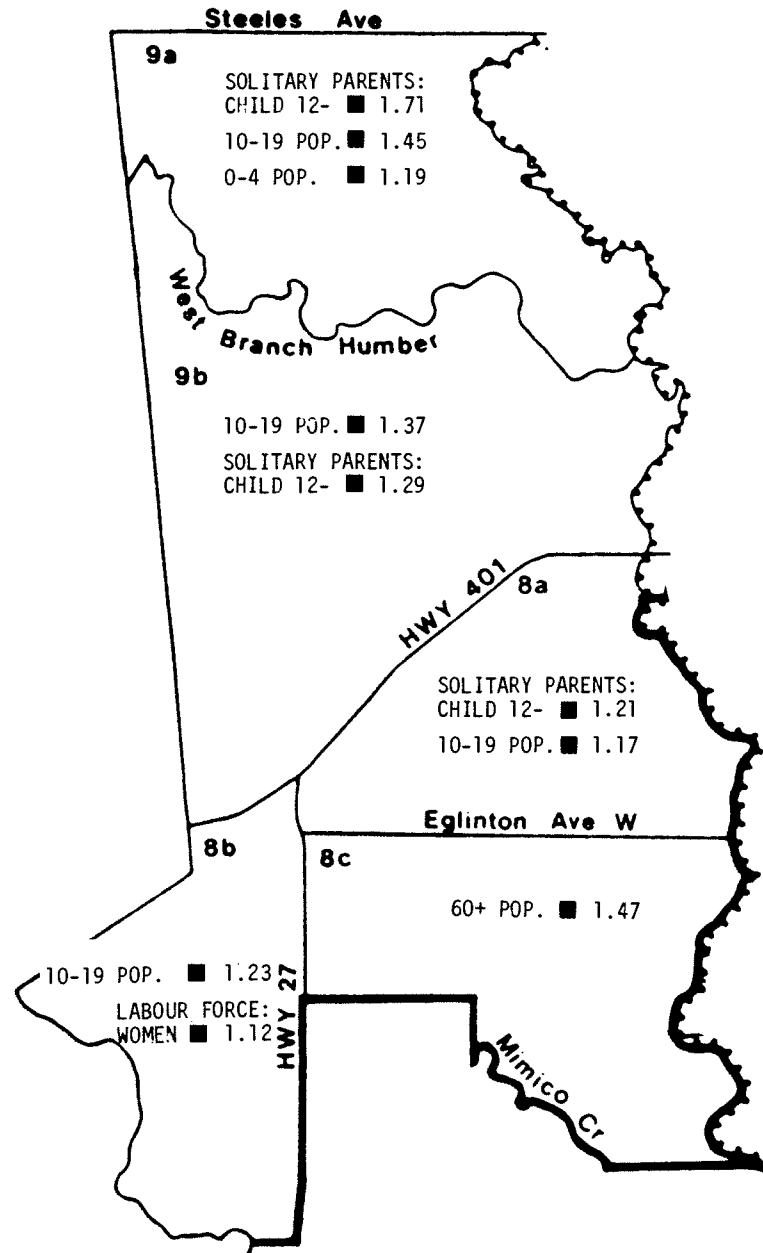 Steeles Ave
9a
SOLITARY PARENTS:
CHILD 12- ■ 1.71
10-19 POP. ■ 1.45
0-4 POP. ■ 1.19
West Branch Humber
9b
10-19 POP. ■ 1.37
SOLITARY PARENTS:
CHILD 12- ■ 1.29
HWY 401
8a
SOLITARY PARENTS:
CHILD 12- ■ 1.21
10-19 POP. ■ 1.17
Eglinton Ave W
8b
8c
60+ POP. ■ 1.47
10-19 POP. ■ 1.23
LABOUR FORCE:
WOMEN ■ 1.12
HWY 27
Mimico Cr